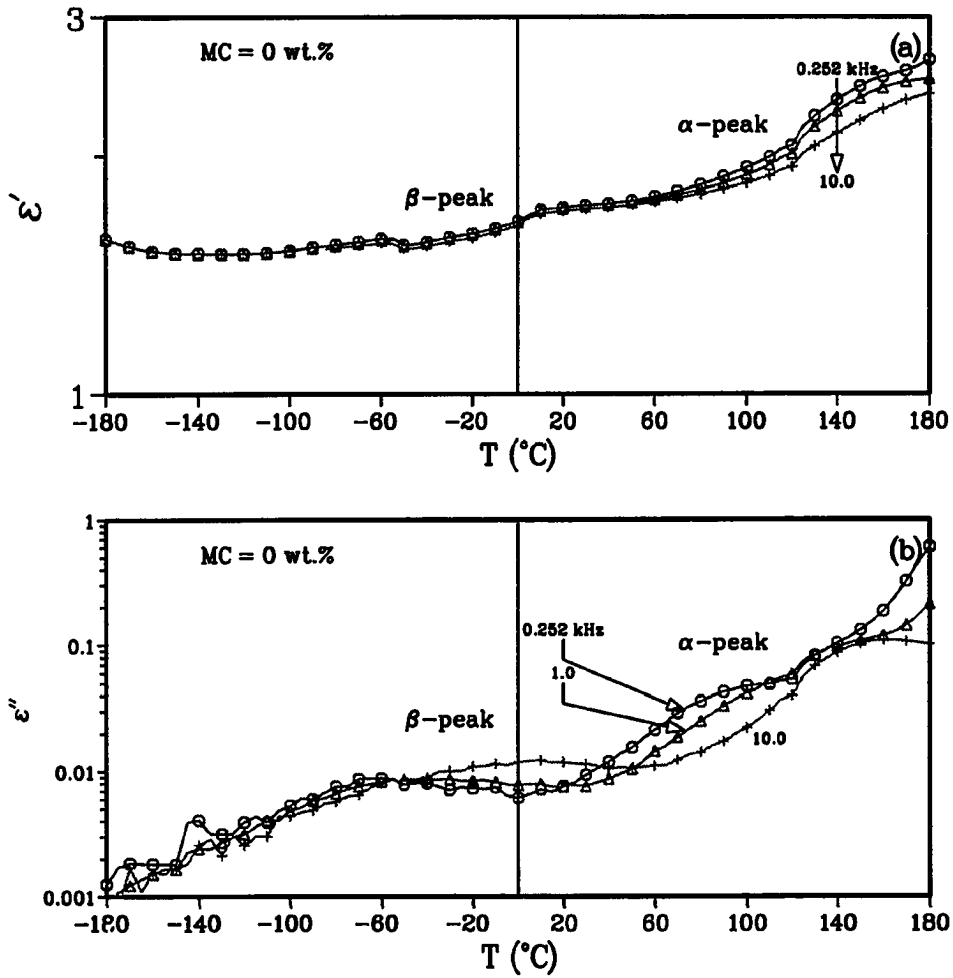 3
MC = 0 wt.%
(a)
0.252 kHz
α-peak
10.0
β-peak
ε'
1
−180 −140 −100 −60 −20 20 60 100 140 180
T (°C)
1
MC = 0 wt.%
(b)
0.252 kHz
α-peak
0.1
1.0
ε''
β-peak
10.0
0.01
0.001
−180 −140 −100 −60 −20 20 60 100 140 180
T (°C)